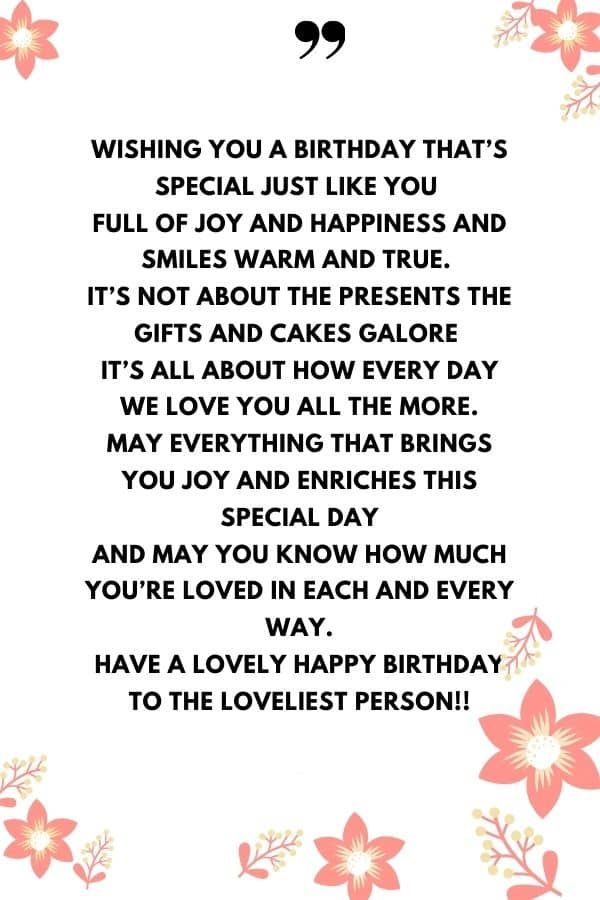 ”
WISHING YOU A BIRTHDAY THAT’S
SPECIAL JUST LIKE YOU
FULL OF JOY AND HAPPINESS AND
SMILES WARM AND TRUE.
IT’S NOT ABOUT THE PRESENTS THE
GIFTS AND CAKES GALORE
IT’S ALL ABOUT HOW EVERY DAY
WE LOVE YOU ALL THE MORE.
MAY EVERYTHING THAT BRINGS
YOU JOY AND ENRICHES THIS
SPECIAL DAY
AND MAY YOU KNOW HOW MUCH
YOU’RE LOVED IN EACH AND EVERY
WAY.
HAVE A LOVELY HAPPY BIRTHDAY
TO THE LOVELIEST PERSON!!